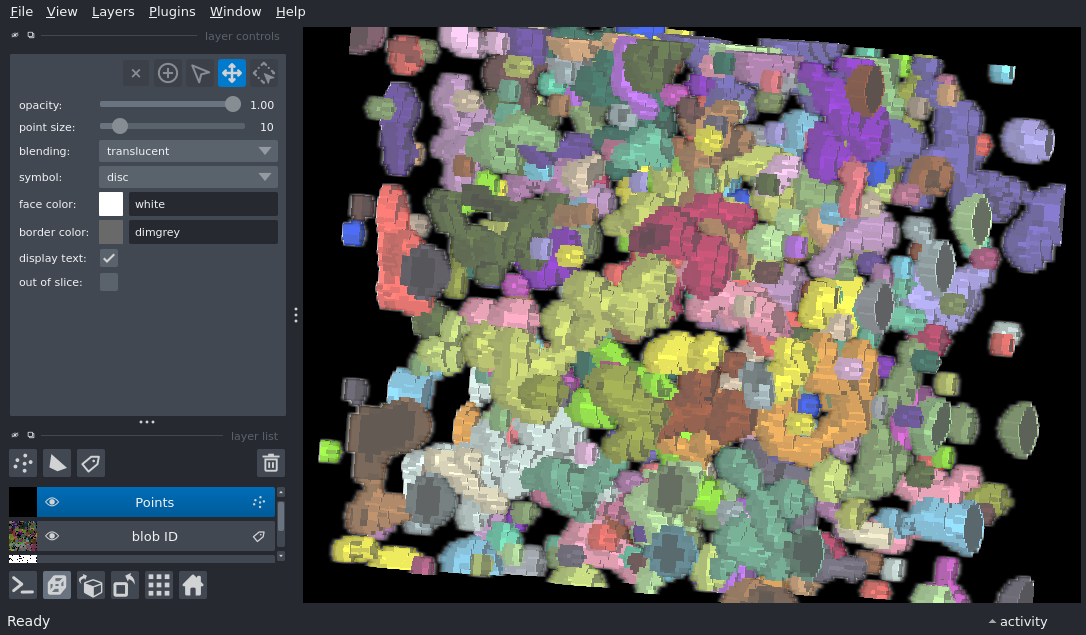 File View Layers Plugins Window Help
layer controls
opacity: 1.00
point size: 10
blending: translucent
symbol: disc
face color: white
border color: dimgrey
display text:
out of slice:
layer list
Points
blob ID
Ready
activity